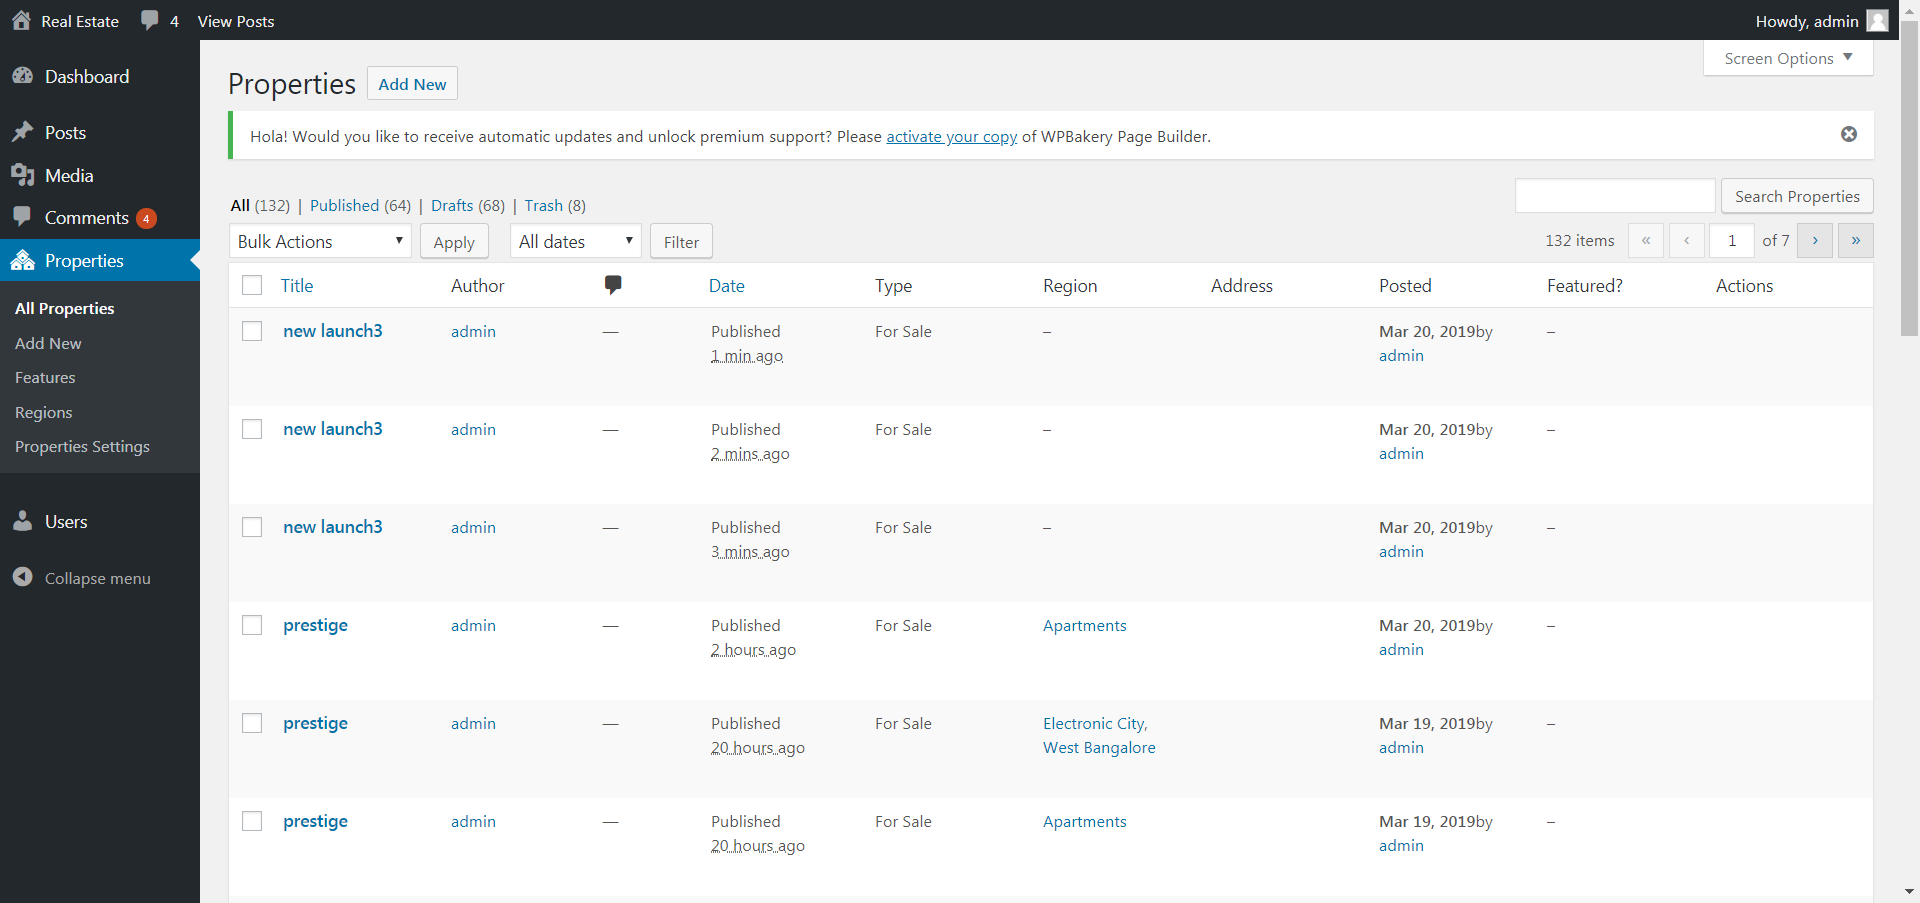 Real Estate 4 View Posts Howdy, admin
Screen Options ▼
Dashboard
Posts
Media
Comments 4
Properties
All Properties
Add New
Features
Regions
Properties Settings
Users
Collapse menu
Properties Add New
Hola! Would you like to receive automatic updates and unlock premium support? Please activate your copy of WPBakery Page Builder.
All (132) | Published (64) | Drafts (68) | Trash (8)
Search Properties
Bulk Actions ▼ Apply All dates ▼ Filter 132 items « ‹ 1 of 7 › »
Title Author Date Type Region Address Posted Featured? Actions
new launch3 admin — Published For Sale – Mar 20, 2019by –
1 min ago admin
new launch3 admin — Published For Sale – Mar 20, 2019by –
2 mins ago admin
new launch3 admin — Published For Sale – Mar 20, 2019by –
3 mins ago admin
prestige admin — Published For Sale Apartments Mar 20, 2019by –
2 hours ago admin
prestige admin — Published For Sale Electronic City, Mar 19, 2019by –
20 hours ago West Bangalore admin
prestige admin — Published For Sale Apartments Mar 19, 2019by –
20 hours ago admin